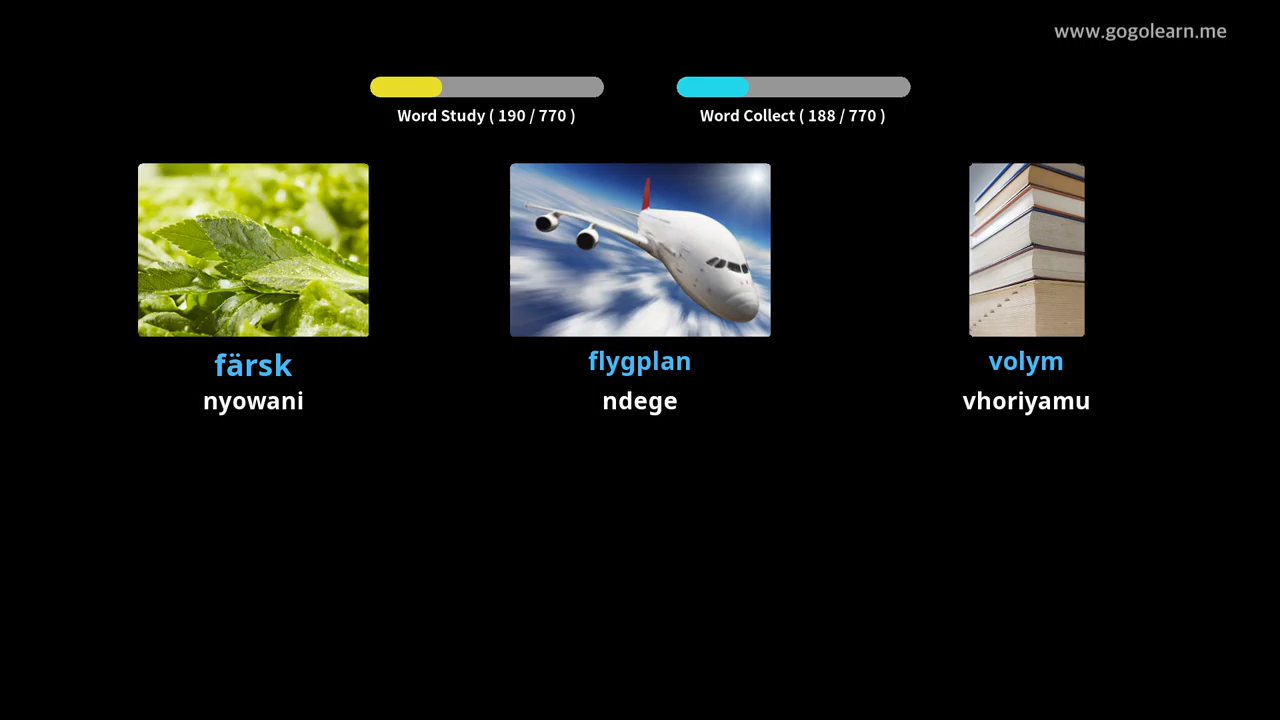 www.gogolearn.me
Word Study ( 190 / 770 )
Word Collect ( 188 / 770 )
färsk
nyowani
flygplan
ndege
volym
vhoriyamu